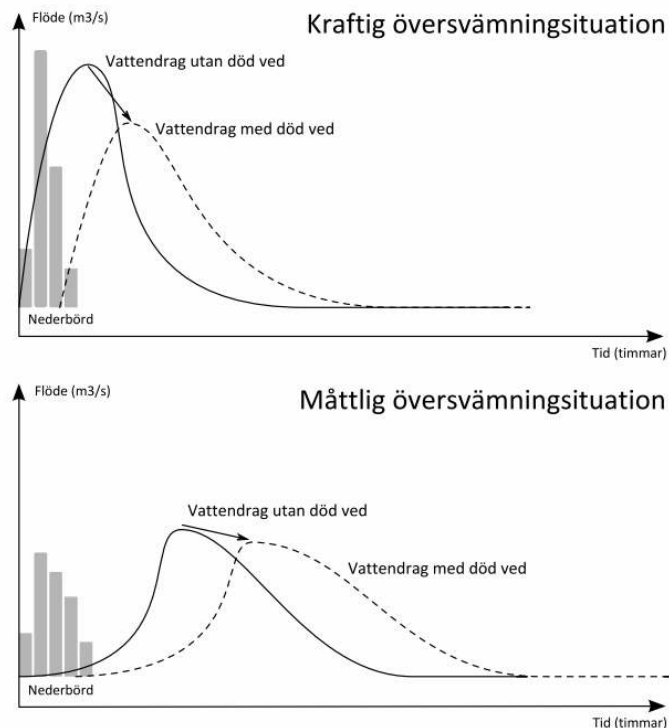 Flöde (m3/s)
Kraftig översvämningsituation
Vattendrag utan död ved
Vattendrag med död ved
Nederbörd
Tid (timmar)
Flöde (m3/s)
Måttlig översvämningsituation
Vattendrag utan död ved
Vattendrag med död ved
Nederbörd
Tid (timmar)